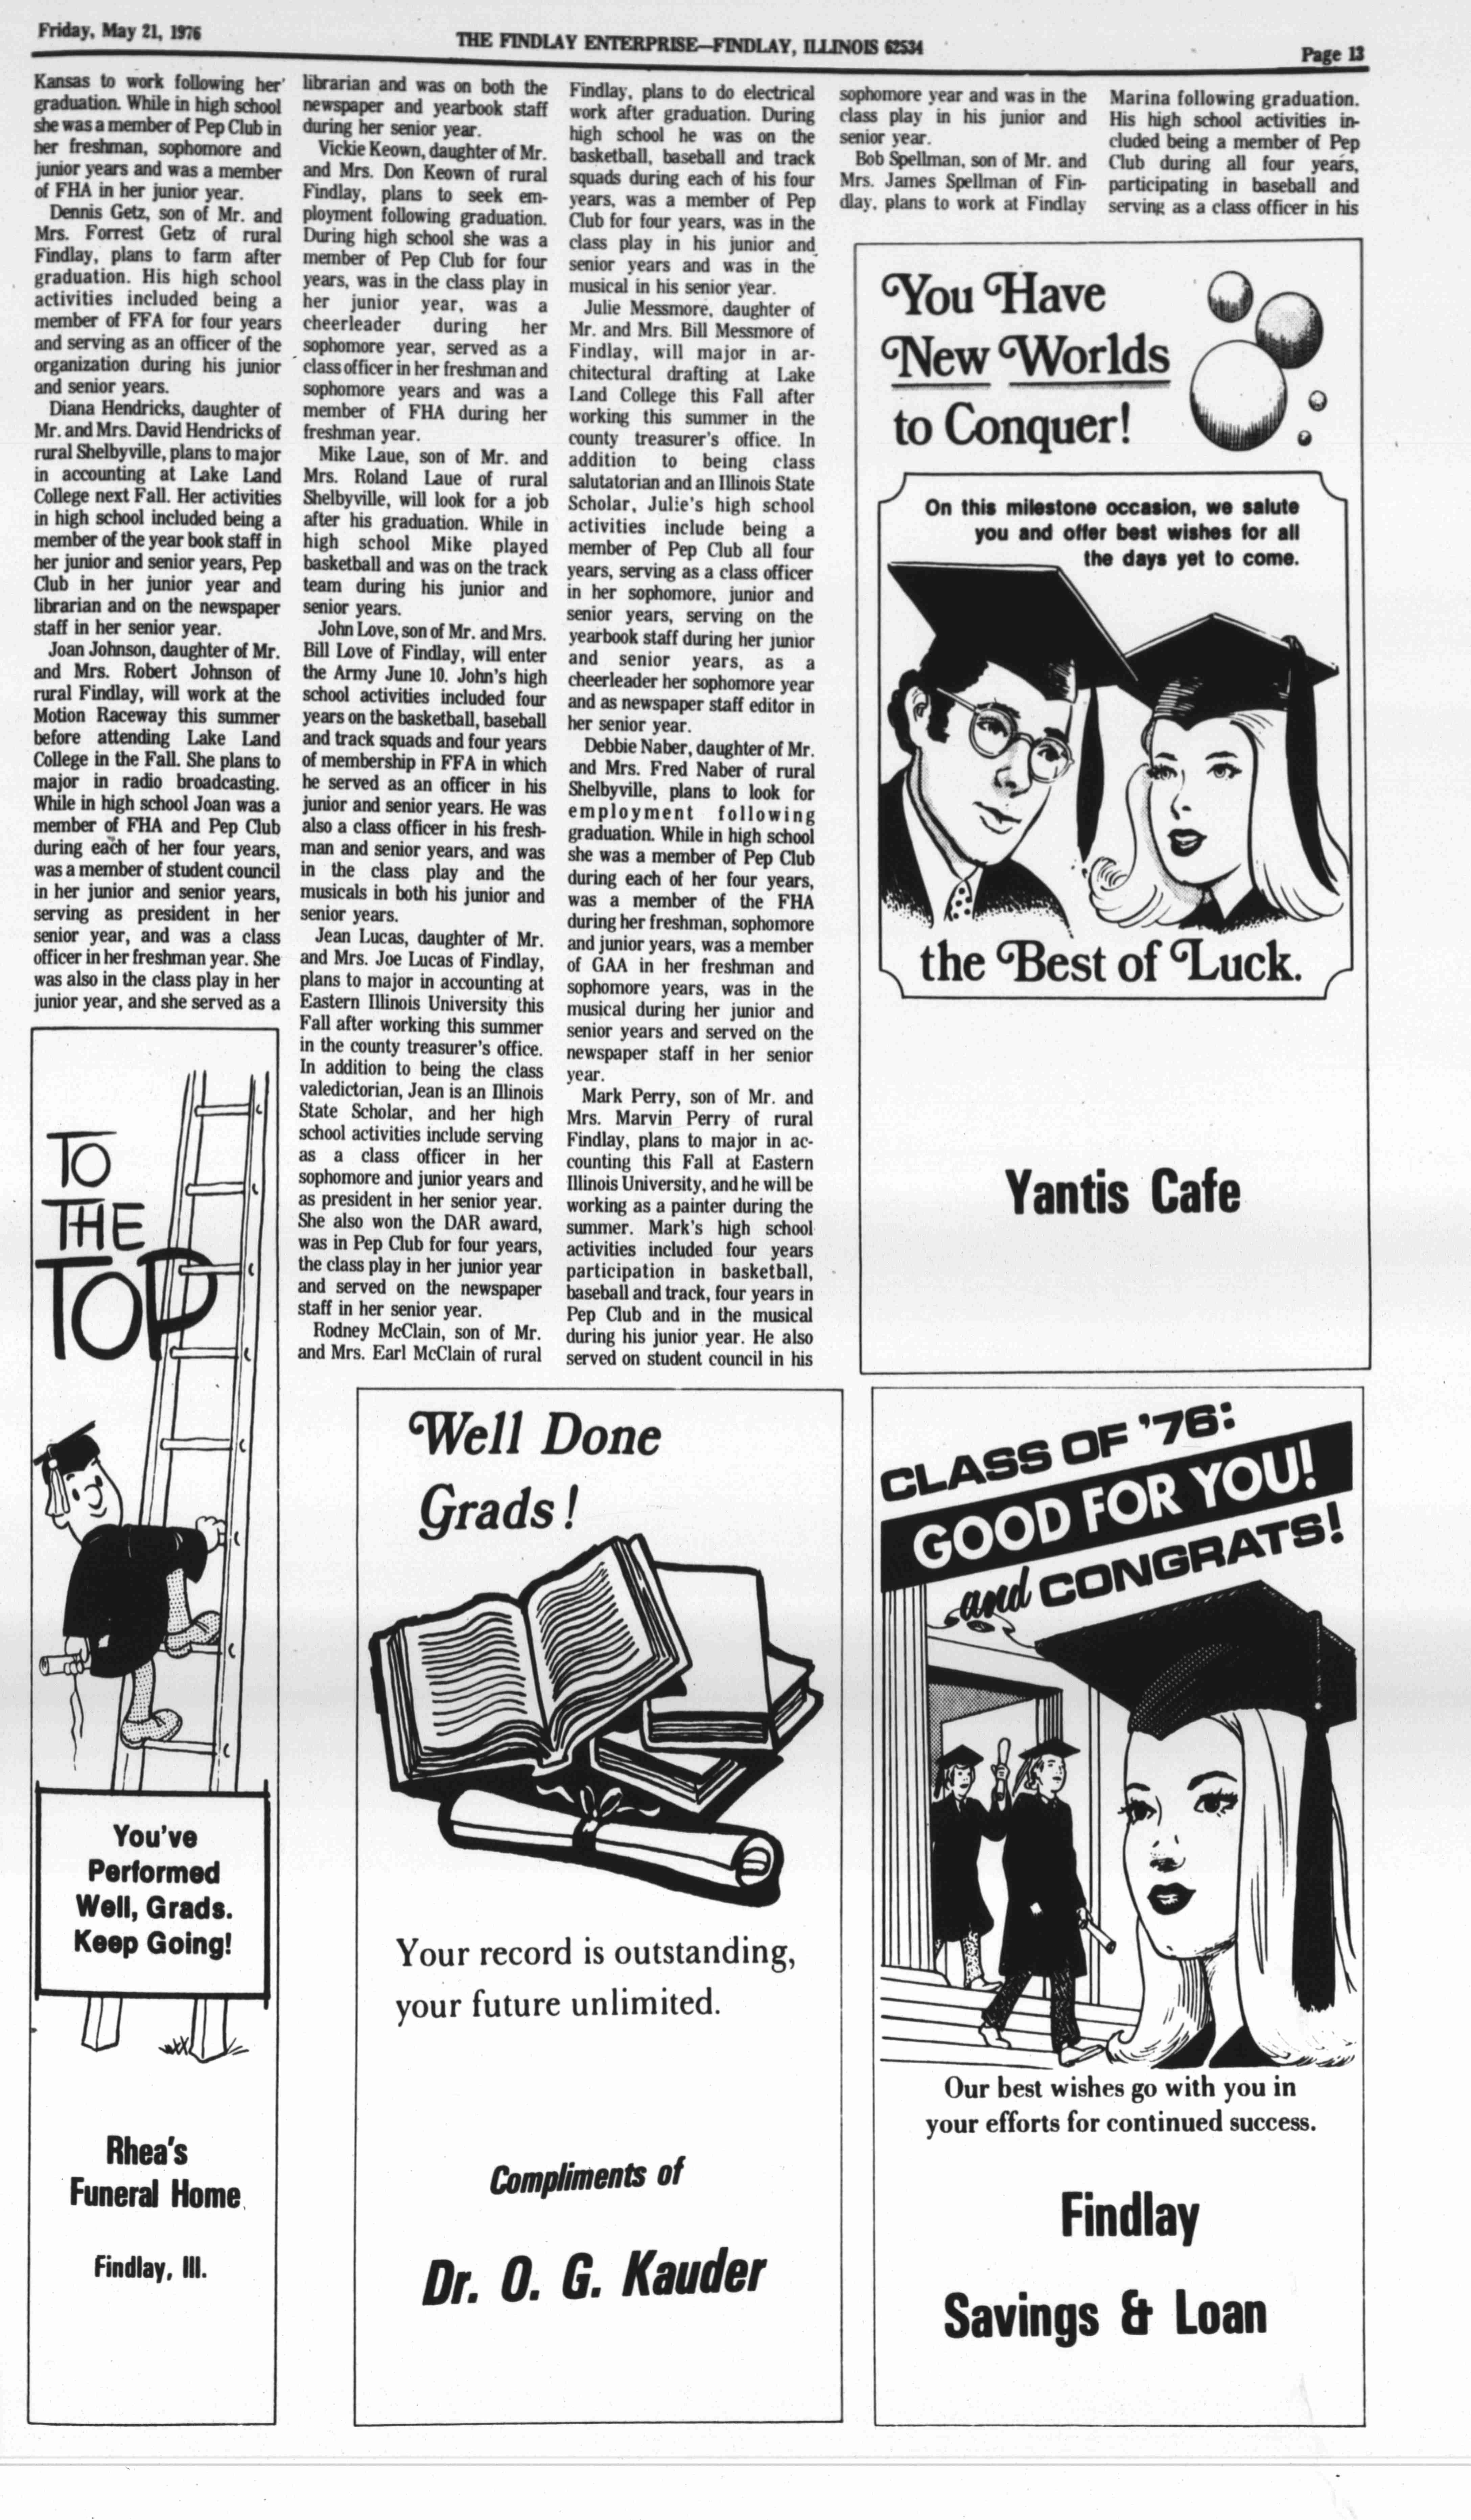 Friday, May 21, 1976
THE FINDLAY ENTERPRISE—FINDLAY, ILLINOIS 62534
Page 13
Kansas to work following her
graduation. While in high school
she was a member of Pep Club in
her freshman, sophomore and
junior years and was a member
of FHA in her junior year.
Dennis Getz, son of Mr. and
Mrs. Forrest Getz of rural
Findlay, plans to farm after
graduation. His high school
activities included being a
member of FFA for four years
and serving as an officer of the
organization during his junior
and senior years.
Diana Hendricks, daughter of
Mr. and Mrs. David Hendricks of
rural Shelbyville, plans to major
in accounting at Lake Land
College next Fall. Her activities
in high school included being a
member of the year book staff in
her junior and senior years, Pep
Club in her junior year and
librarian and on the newspaper
staff in her senior year.
Joan Johnson, daughter of Mr.
and Mrs. Robert Johnson of
rural Findlay, will work at the
Motion Raceway this summer
before attending Lake Land
College in the Fall. She plans to
major in radio broadcasting.
While in high school Joan was a
member of FHA and Pep Club
during each of her four years,
was a member of student council
in her junior and senior years,
serving as president in her
senior year, and was a class
officer in her freshman year. She
was also in the class play in her
junior year, and she served as a
librarian and was on both the
newspaper and yearbook staff
during her senior year.
Vickie Keown, daughter of Mr.
and Mrs. Don Keown of rural
Findlay, plans to seek em-
ployment following graduation.
During high school she was a
member of Pep Club for four
years, was in the class play in
her junior year, was a
cheerleader during her
sophomore year, served as a
class officer in her freshman and
sophomore years and was a
member of FHA during her
freshman year.
Mike Laue, son of Mr. and
Mrs. Roland Laue of rural
Shelbyville, will look for a job
after his graduation. While in
high school Mike played
basketball and was on the track
team during his junior and
senior years.
John Love, son of Mr. and Mrs.
Bill Love of Findlay, will enter
the Army June 10. John's high
school activities included four
years on the basketball, baseball
and track squads and four years
of membership in FFA in which
he served as an officer in his
junior and senior years. He was
also a class officer in his fresh-
man and senior years, and was
in the class play and the
musicals in both his junior and
senior years.
Jean Lucas, daughter of Mr.
and Mrs. Joe Lucas of Findlay,
plans to major in accounting at
Eastern Illinois University this
Fall after working this summer
in the county treasurer's office.
In addition to being the class
valedictorian, Jean is an Illinois
State Scholar, and her high
school activities include serving
as a class officer in her
sophomore and junior years and
as president in her senior year.
She also won the DAR award,
was in Pep Club for four years,
the class play in her junior year
and served on the newspaper
staff in her senior year.
Rodney McClain, son of Mr.
and Mrs. Earl McClain of rural
Findlay, plans to do electrical
work after graduation. During
high school he was on the
basketball, baseball and track
squads during each of his four
years, was a member of Pep
Club for four years, was in the
class play in his junior and
senior years and was in the
musical in his senior year.
Julie Messmore, daughter of
Mr. and Mrs. Bill Messmore of
Findlay, will major in ar-
chitectural drafting at Lake
Land College this Fall after
working this summer in the
county treasurer's office. In
addition to being class
salutatorian and an Illinois State
Scholar, Julie's high school
activities include being a
member of Pep Club all four
years, serving as a class officer
in her sophomore, junior and
senior years, serving on the
yearbook staff during her junior
and senior years, as a
cheerleader her sophomore year
and as newspaper staff editor in
her senior year.
Debbie Naber, daughter of Mr.
and Mrs. Fred Naber of rural
Shelbyville, plans to look for
employment following
graduation. While in high school
she was a member of Pep Club
during each of her four years,
was a member of the FHA
during her freshman, sophomore
and junior years, was a member
of GAA in her freshman and
sophomore years, was in the
musical during her junior and
senior years and served on the
newspaper staff in her senior
year.
Mark Perry, son of Mr. and
Mrs. Marvin Perry of rural
Findlay, plans to major in ac-
counting this Fall at Eastern
Illinois University, and he will be
working as a painter during the
summer. Mark's high school
activities included four years
participation in basketball,
baseball and track, four years in
Pep Club and in the musical
during his junior year. He also
served on student council in his
sophomore year and was in the
class play in his junior and
senior year.
Bob Spellman, son of Mr. and
Mrs. James Spellman of Fin-
dlay, plans to work at Findlay
Marina following graduation.
His high school activities in-
cluded being a member of Pep
Club during all four years,
participating in baseball and
serving as a class officer in his
You Have
New Worlds
to Conquer!
On this milestone occasion, we salute
you and offer best wishes for all
the days yet to come.
the Best of Luck.
Yantis Cafe
TO
THE
TOP
You've
Performed
Well, Grads.
Keep Going!
Rhea's
Funeral Home
Findlay, Ill.
Well Done
Grads!
Your record is outstanding,
your future unlimited.
Compliments of
Dr. O. G. Kauder
CLASS OF '76:
GOOD FOR YOU!
and CONGRATS!
Our best wishes go with you in
your efforts for continued success.
Findlay
Savings & Loan